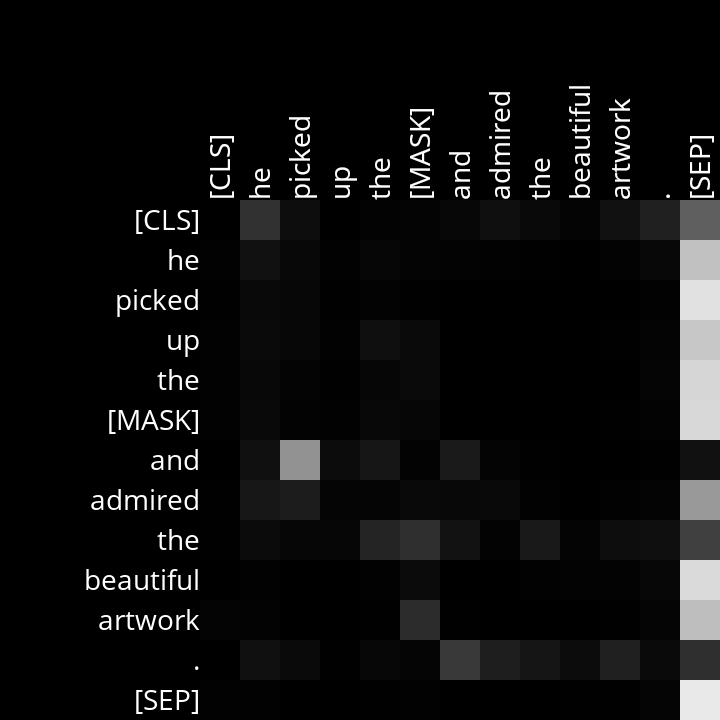 [CLS] he picked up the [MASK] and admired the beautiful artwork . [SEP]
[CLS]
he
picked
up
the
[MASK]
and
admired
the
beautiful
artwork
.
[SEP]